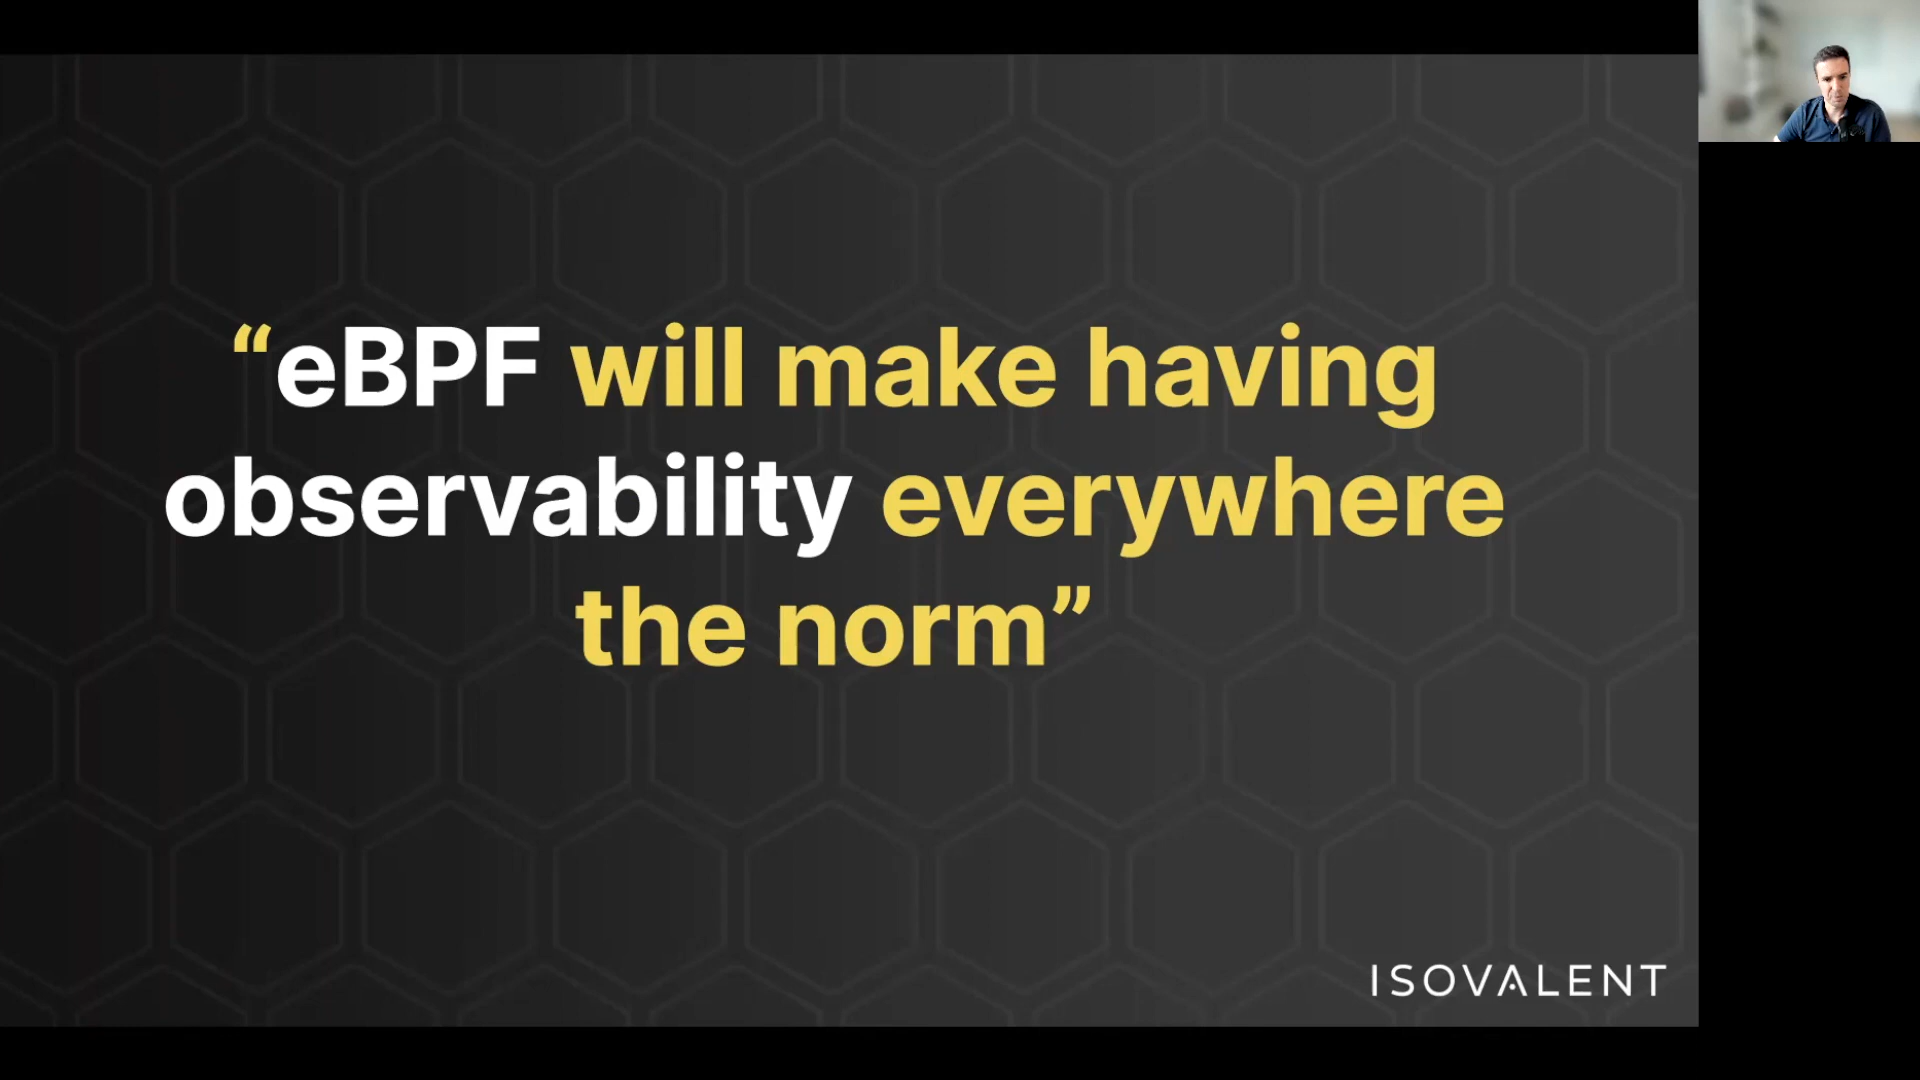 “eBPF will make having
observability everywhere
the norm”
ISOVALENT